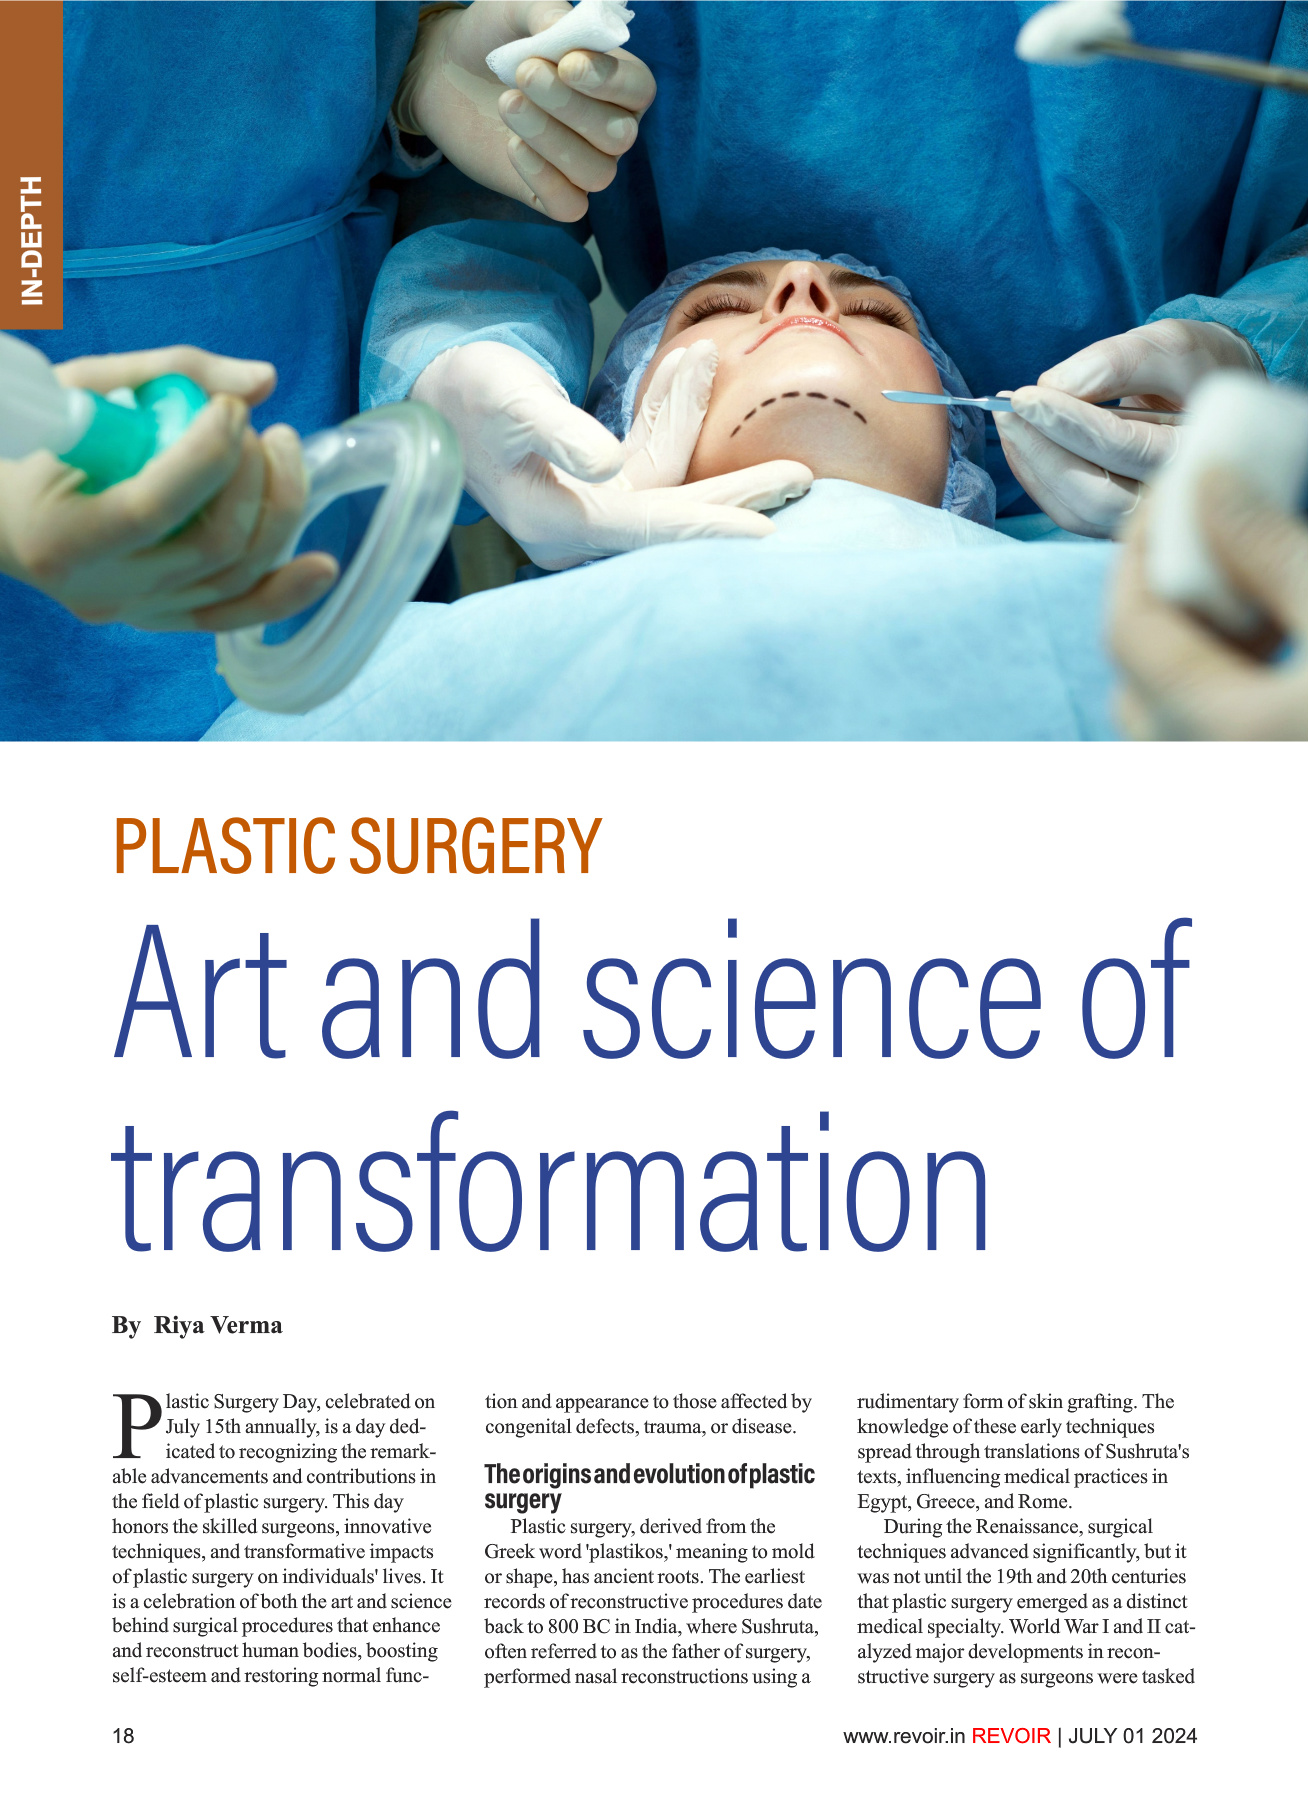 IN-DEPTH
PLASTIC SURGERY
Art and science of
transformation
By Riya Verma
Plastic Surgery Day, celebrated on
July 15th annually, is a day ded-
icated to recognizing the remark-
able advancements and contributions in
the field of plastic surgery. This day
honors the skilled surgeons, innovative
techniques, and transformative impacts
of plastic surgery on individuals' lives. It
is a celebration of both the art and science
behind surgical procedures that enhance
and reconstruct human bodies, boosting
self-esteem and restoring normal func-
tion and appearance to those affected by
congenital defects, trauma, or disease.
The origins and evolution of plastic
surgery
Plastic surgery, derived from the
Greek word 'plastikos,' meaning to mold
or shape, has ancient roots. The earliest
records of reconstructive procedures date
back to 800 BC in India, where Sushruta,
often referred to as the father of surgery,
performed nasal reconstructions using a
rudimentary form of skin grafting. The
knowledge of these early techniques
spread through translations of Sushruta's
texts, influencing medical practices in
Egypt, Greece, and Rome.
During the Renaissance, surgical
techniques advanced significantly, but it
was not until the 19th and 20th centuries
that plastic surgery emerged as a distinct
medical specialty. World War I and II cat-
alyzed major developments in recon-
structive surgery as surgeons were tasked
18
www.revoir.in REVOIR | JULY 01 2024